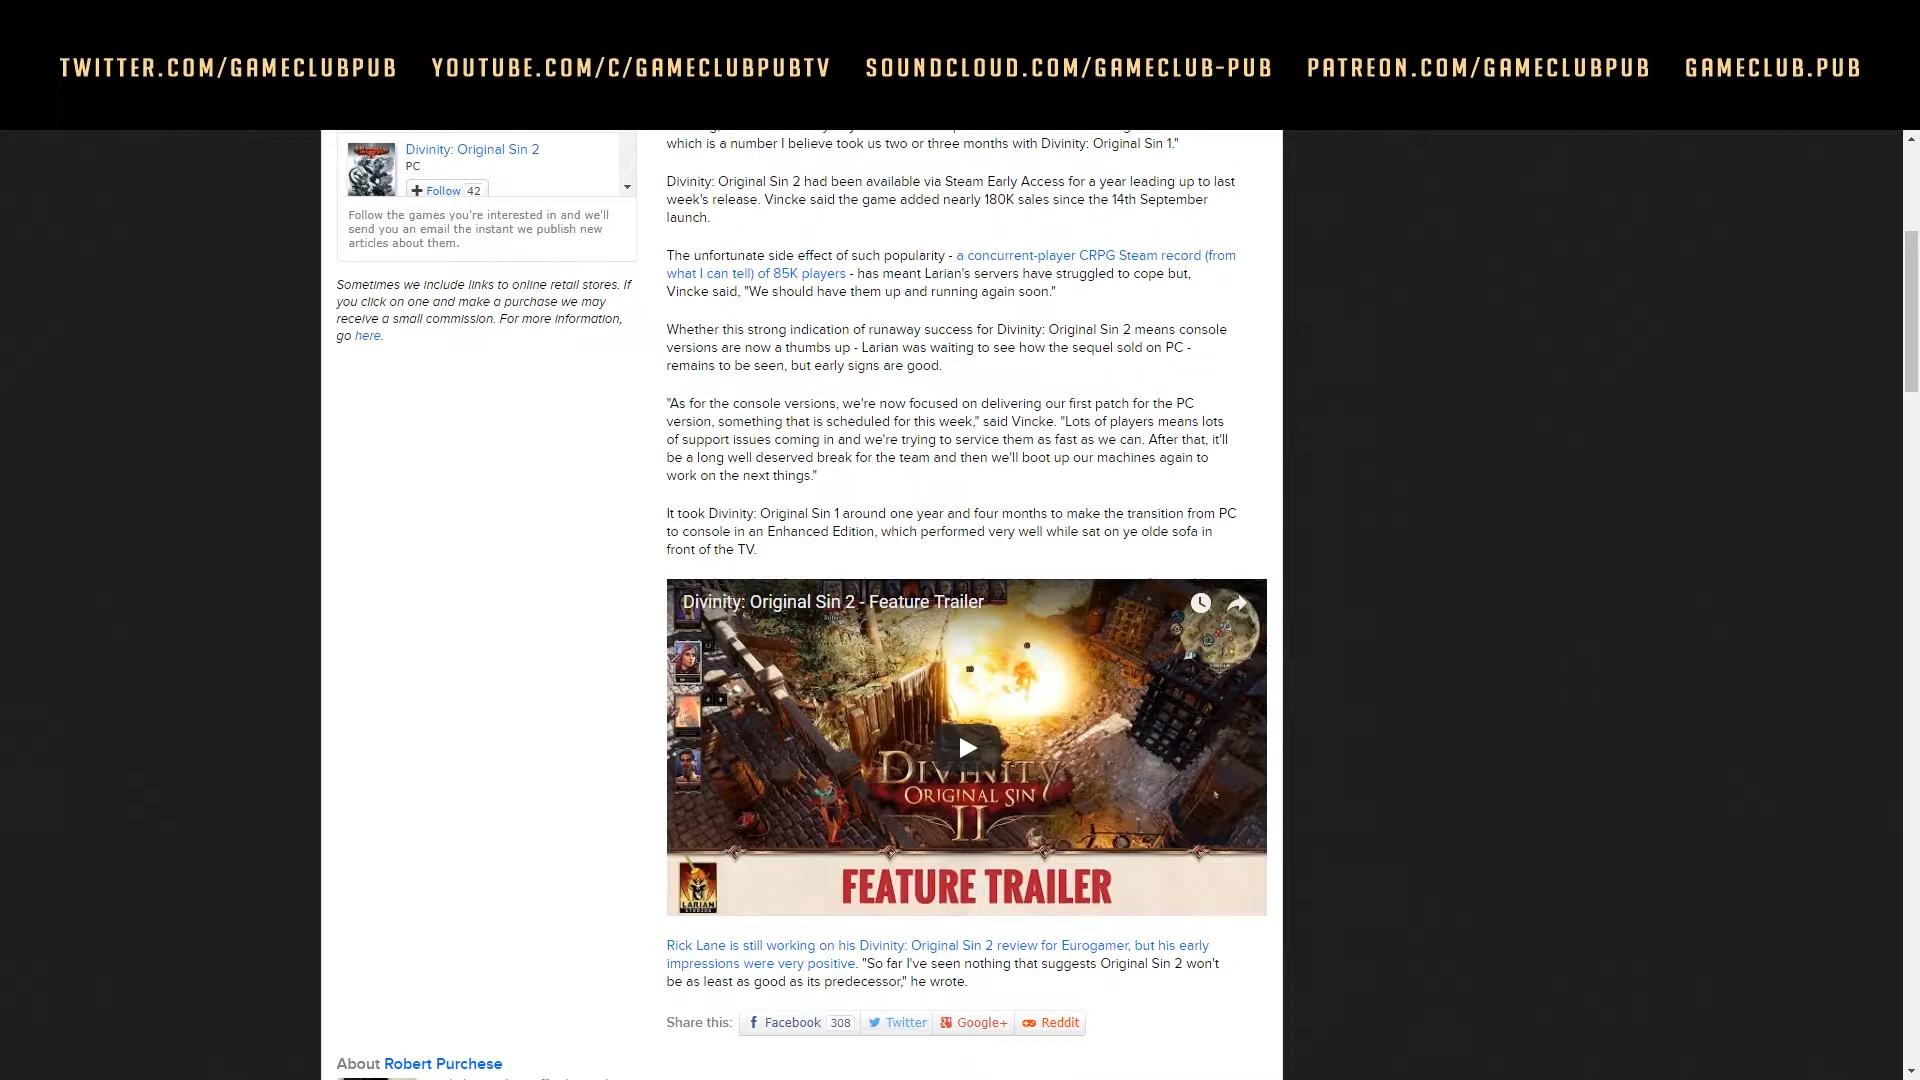 TWITTER.COM/GAMECLUBPUB YOUTUBE.COM/C/GAMECLUBPUBTV SOUNDCLOUD.COM/GAMECLUB-PUB PATREON.COM/GAMECLUBPUB GAMECLUB.PUB
Divinity: Original Sin 2
PC
Follow 42
Follow the games you're interested in and we'll
send you an email the instant we publish new
articles about them.
Sometimes we include links to online retail stores. If
you click on one and make a purchase we may
receive a small commission. For more information,
go here.
which is a number I believe took us two or three months with Divinity: Original Sin 1."
Divinity: Original Sin 2 had been available via Steam Early Access for a year leading up to last
week's release. Vincke said the game added nearly 180K sales since the 14th September
launch.
The unfortunate side effect of such popularity - a concurrent-player CRPG Steam record (from
what I can tell) of 85K players - has meant Larian's servers have struggled to cope but,
Vincke said, "We should have them up and running again soon."
Whether this strong indication of runaway success for Divinity: Original Sin 2 means console
versions are now a thumbs up - Larian was waiting to see how the sequel sold on PC -
remains to be seen, but early signs are good.
"As for the console versions, we're now focused on delivering our first patch for the PC
version, something that is scheduled for this week," said Vincke. "Lots of players means lots
of support issues coming in and we're trying to service them as fast as we can. After that, it'll
be a long well deserved break for the team and then we'll boot up our machines again to
work on the next things."
It took Divinity: Original Sin 1 around one year and four months to make the transition from PC
to console in an Enhanced Edition, which performed very well while sat on ye olde sofa in
front of the TV.
Divinity: Original Sin 2 - Feature Trailer
DIVINITY
ORIGINAL SIN
II
LARIAN
STUDIOS
FEATURE TRAILER
Rick Lane is still working on his Divinity: Original Sin 2 review for Eurogamer, but his early
impressions were very positive. "So far I've seen nothing that suggests Original Sin 2 won't
be as least as good as its predecessor," he wrote.
Share this: Facebook 308 Twitter Google+ Reddit
About Robert Purchese